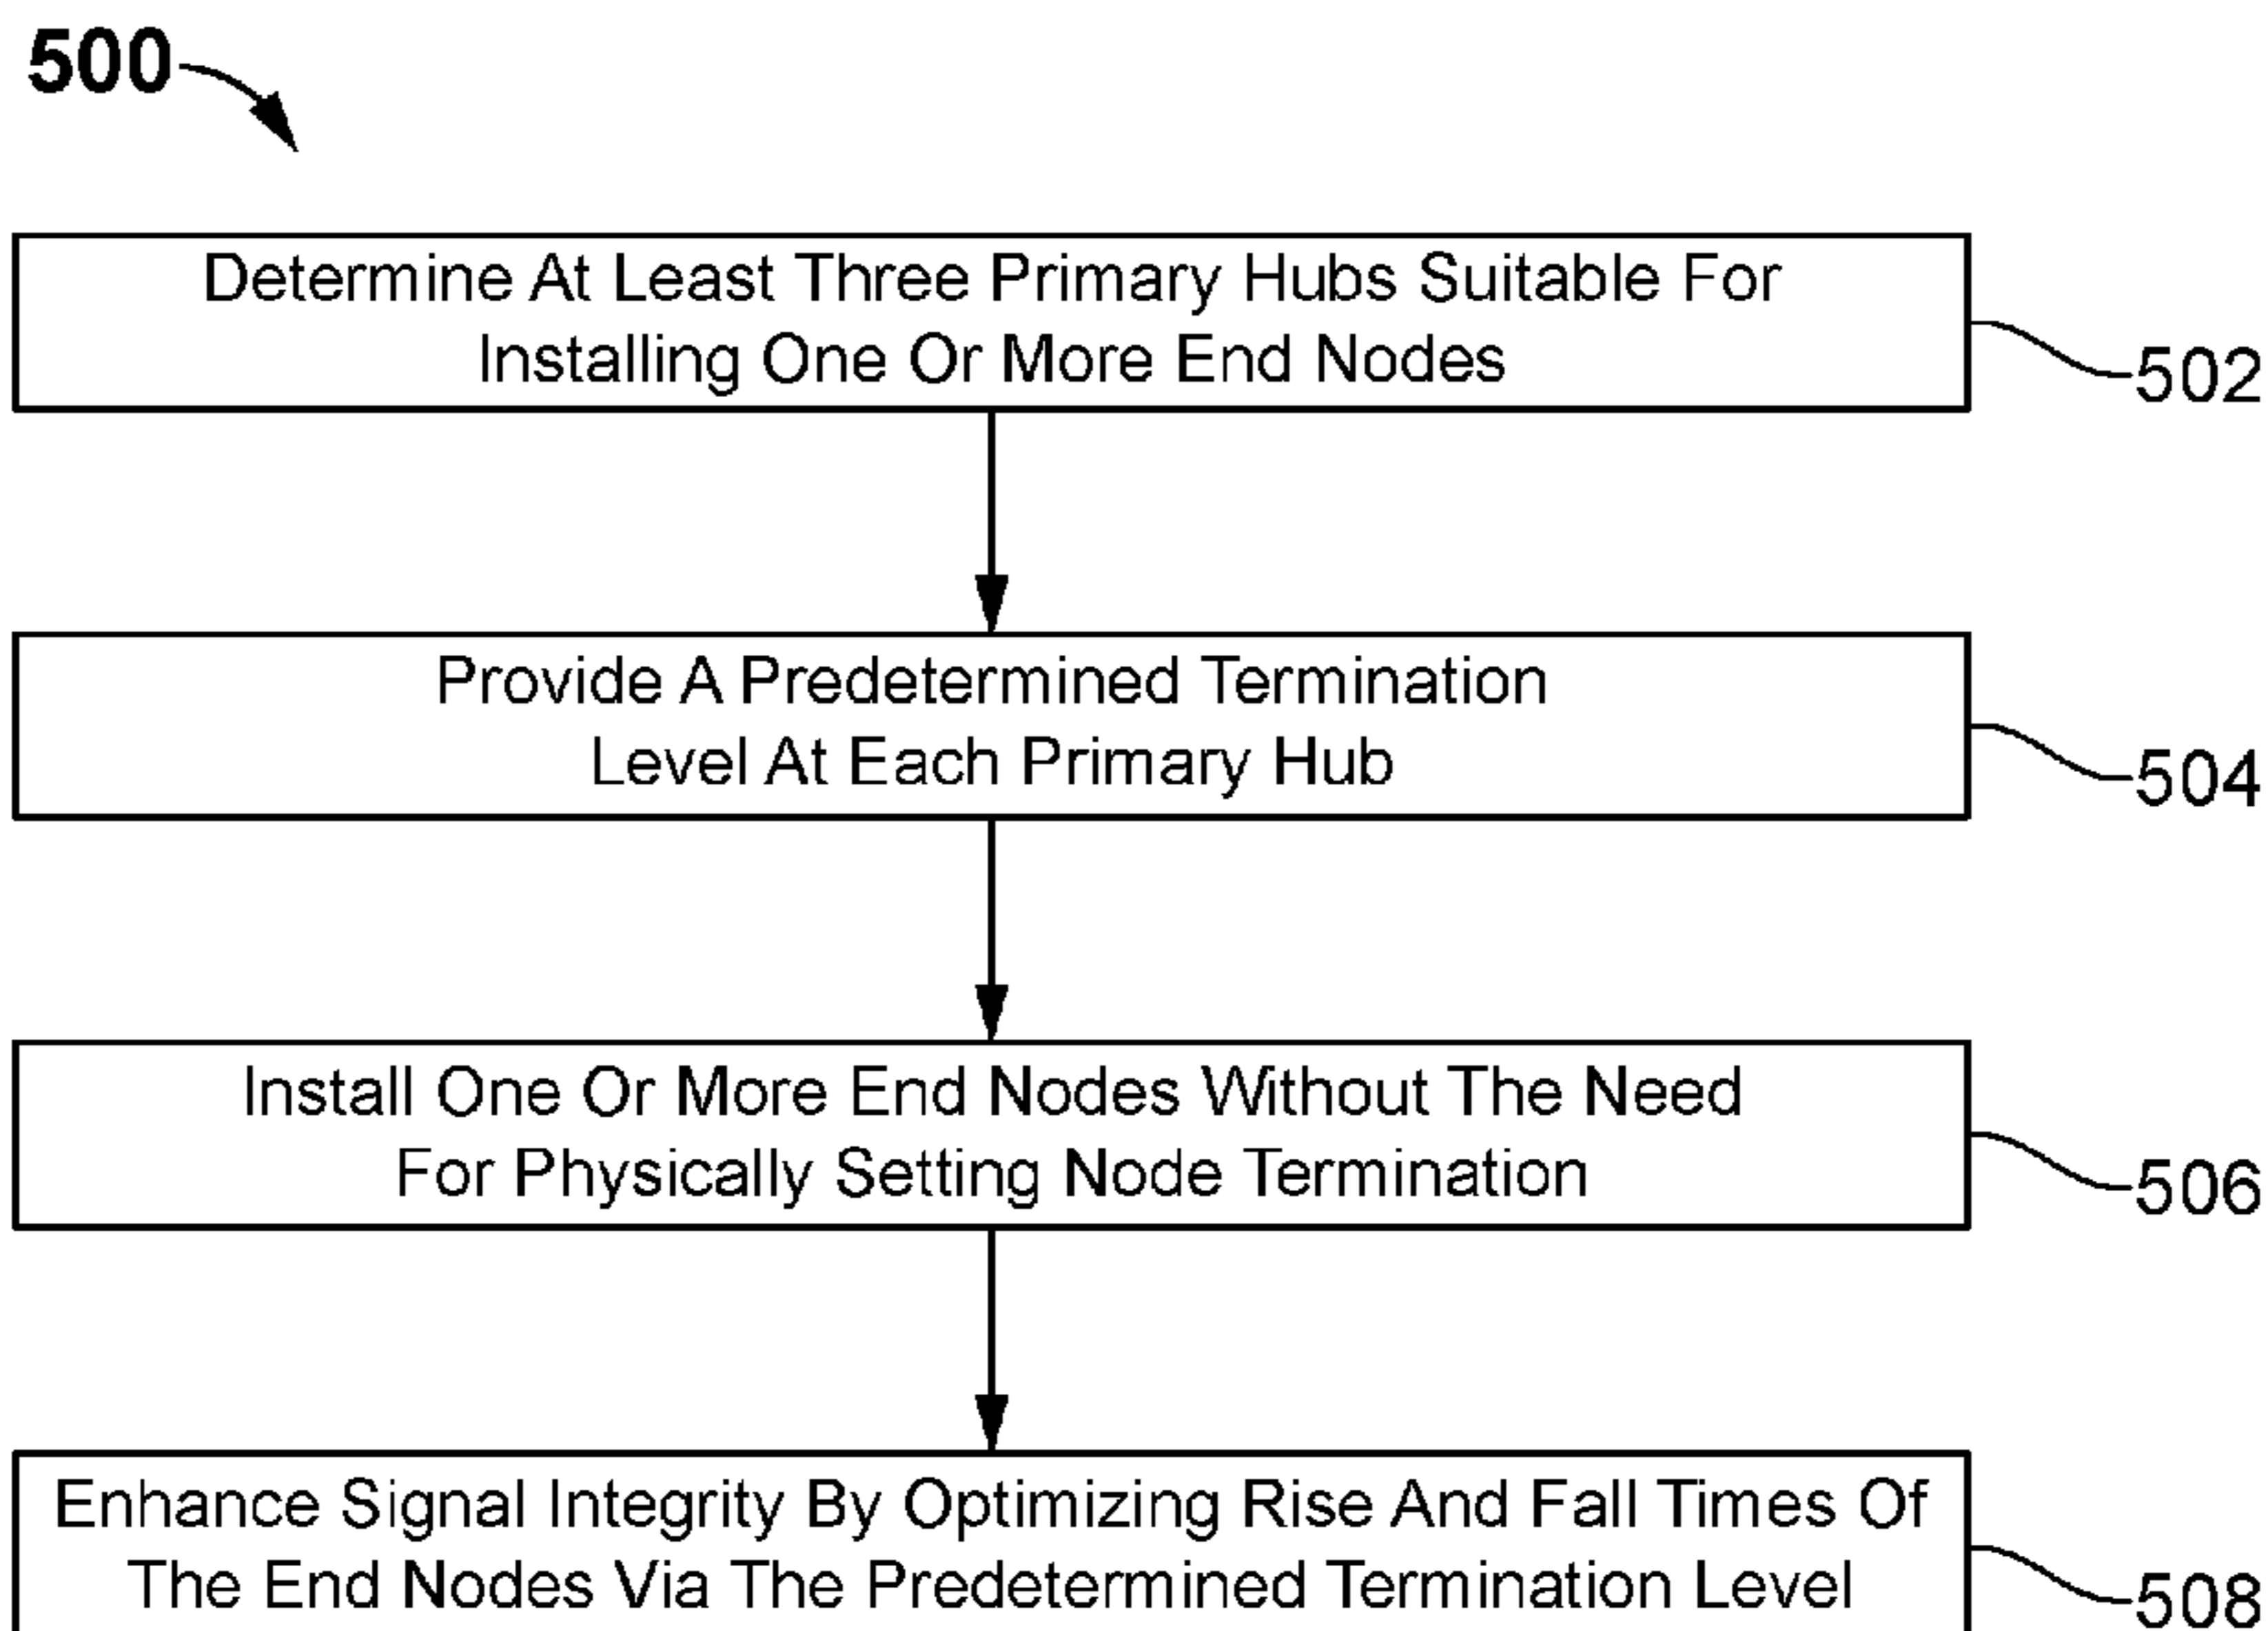 500
Determine At Least Three Primary Hubs Suitable For
Installing One Or More End Nodes
502
Provide A Predetermined Termination
Level At Each Primary Hub
504
Install One Or More End Nodes Without The Need
For Physically Setting Node Termination
506
Enhance Signal Integrity By Optimizing Rise And Fall Times Of
The End Nodes Via The Predetermined Termination Level
508